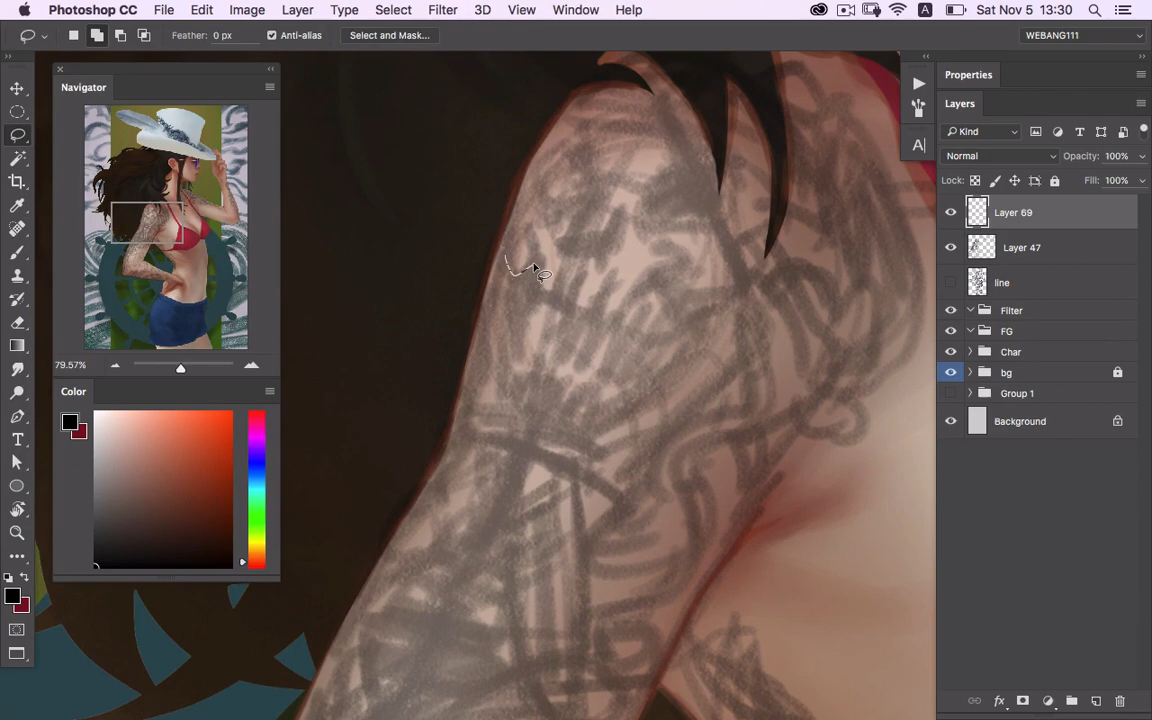 Photoshop CC File Edit Image Layer Type Select Filter 3D View Window Help A Sat Nov 5 13:30
Feather: 0 px Anti-alias Select and Mask... WEBANG111
Navigator
79.57%
Color
T
A
Properties
Layers
Kind T
Normal Opacity: 100%
Lock: Fill: 100%
Layer 69
Layer 47
line
Filter
FG
Char
bg
Group 1
Background
fx